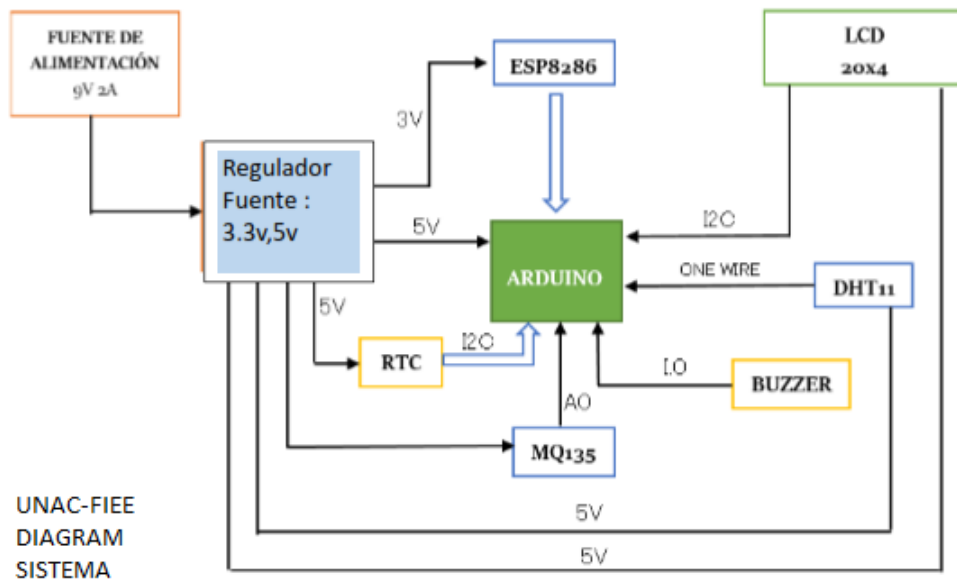 FUENTE DE
ALIMENTACIÓN
9V 2A
ESP8286
LCD
20x4
3V
Regulador
Fuente :
3.3v,5v
5V
I2C
ARDUINO
ONE WIRE
DHT11
5V
RTC
I2C
I.O
BUZZER
AO
MQ135
UNAC-FIEE
DIAGRAM
SISTEMA
5V
5V